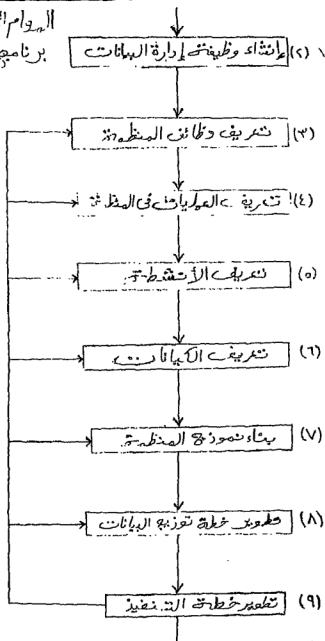 (٢) إنشاء وظيفة إدارة البيانات
(٣) تعريف وظائف المنظمة
(٤) تعريف العمليات في المنظمة
(٥) تعريف الأنشطة
(٦) تعريف الكيانات
(٧) بناء نموذج المنظمة
(٨) تطوير خطة توزيع البيانات
(٩) تطوير خطة التنفيذ